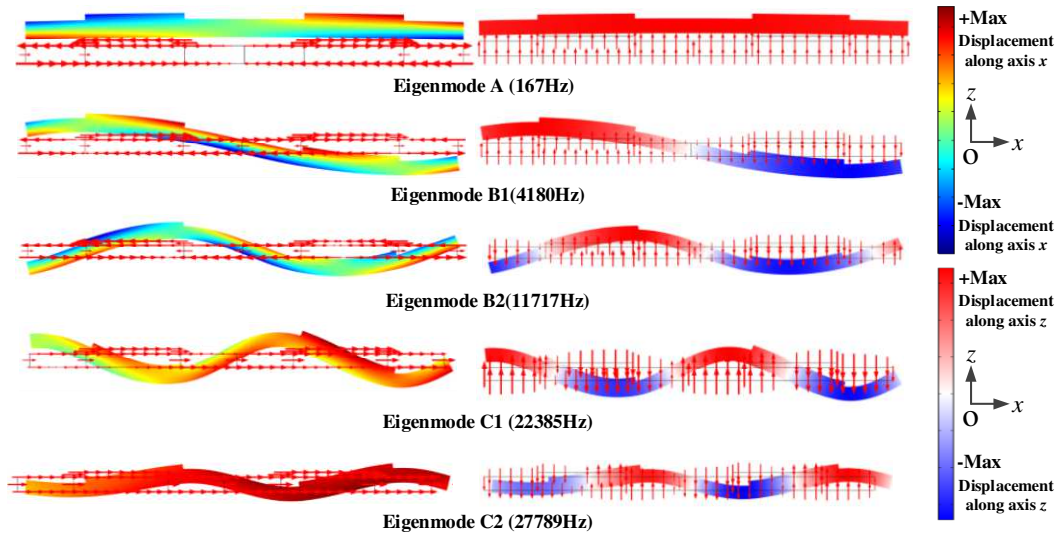 Eigenmode A (167Hz)
Eigenmode B1(4180Hz)
Eigenmode B2(11717Hz)
Eigenmode C1 (22385Hz)
Eigenmode C2 (27789Hz)
+Max
Displacement
along axis x
z
O
x
-Max
Displacement
along axis x
+Max
Displacement
along axis z
z
O
x
-Max
Displacement
along axis z